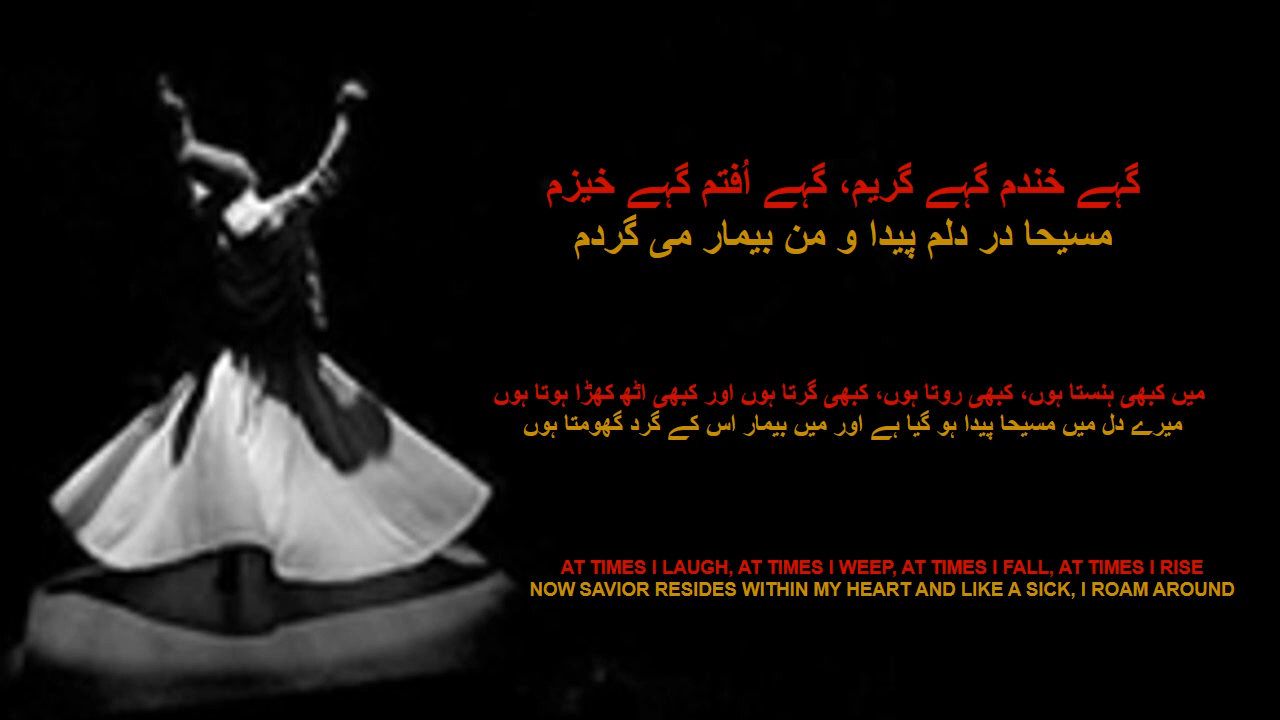 گہے خندم گہے گریم، گہے اُفتم گہے خیزم
مسیحا در دلم پیدا و من بیمار می گردم
میں کبھی ہنستا ہوں، کبھی روتا ہوں، کبھی گرتا ہوں اور کبھی اٹھ کھڑا ہوتا ہوں
میرے دل میں مسیحا پیدا ہو گیا ہے اور میں بیمار اس کے گرد گھومتا ہوں
AT TIMES I LAUGH, AT TIMES I WEEP, AT TIMES I FALL, AT TIMES I RISE
NOW SAVIOR RESIDES WITHIN MY HEART AND LIKE A SICK, I ROAM AROUND